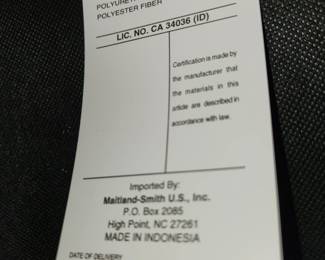 POLYESTER FIBER
LIC. NO. CA 34036 (ID)
Certification is made by
the manufacturer that
the materials in this
article are described in
accordance with law.
Imported By:
Maitland-Smith U.S., Inc.
P.O. Box 2085
High Point, NC 27261
MADE IN INDONESIA
DATE OF DELIVERY